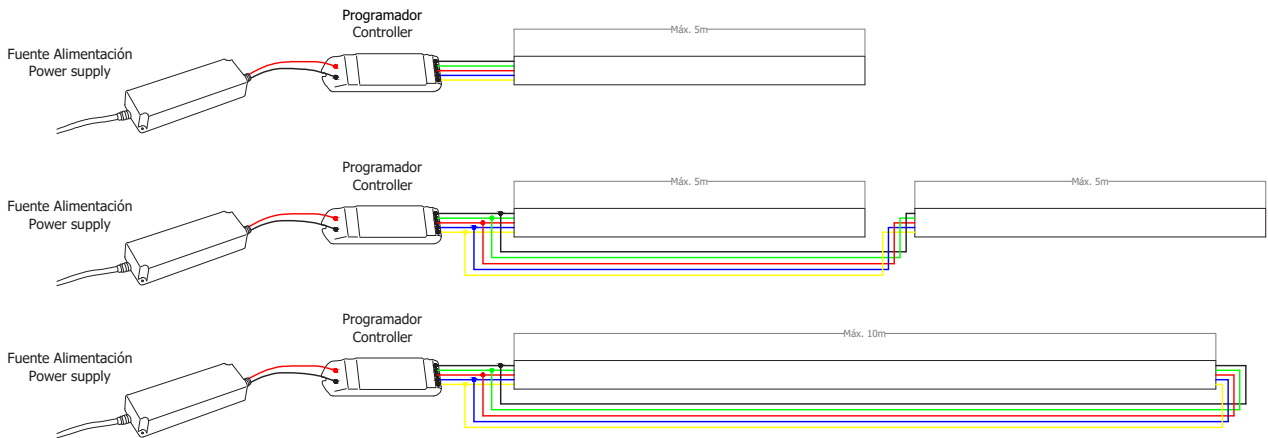 Programador
Controller
Máx. 5m
Fuente Alimentación
Power supply
Programador
Controller
Máx. 5m
Máx. 5m
Fuente Alimentación
Power supply
Programador
Controller
Máx. 10m
Fuente Alimentación
Power supply